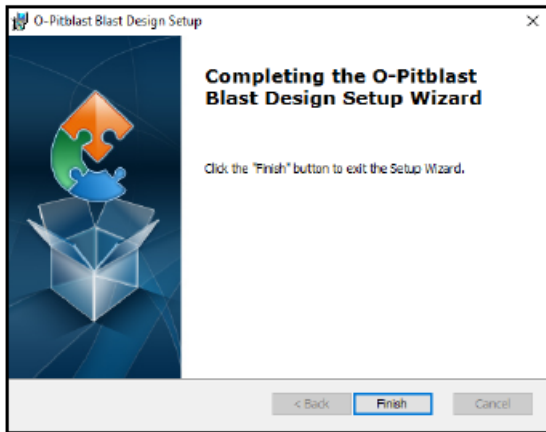 O-Pitblast Blast Design Setup
Completing the O-Pitblast
Blast Design Setup Wizard
Click the "Finish" button to exit the Setup Wizard.
< Back Finish Cancel